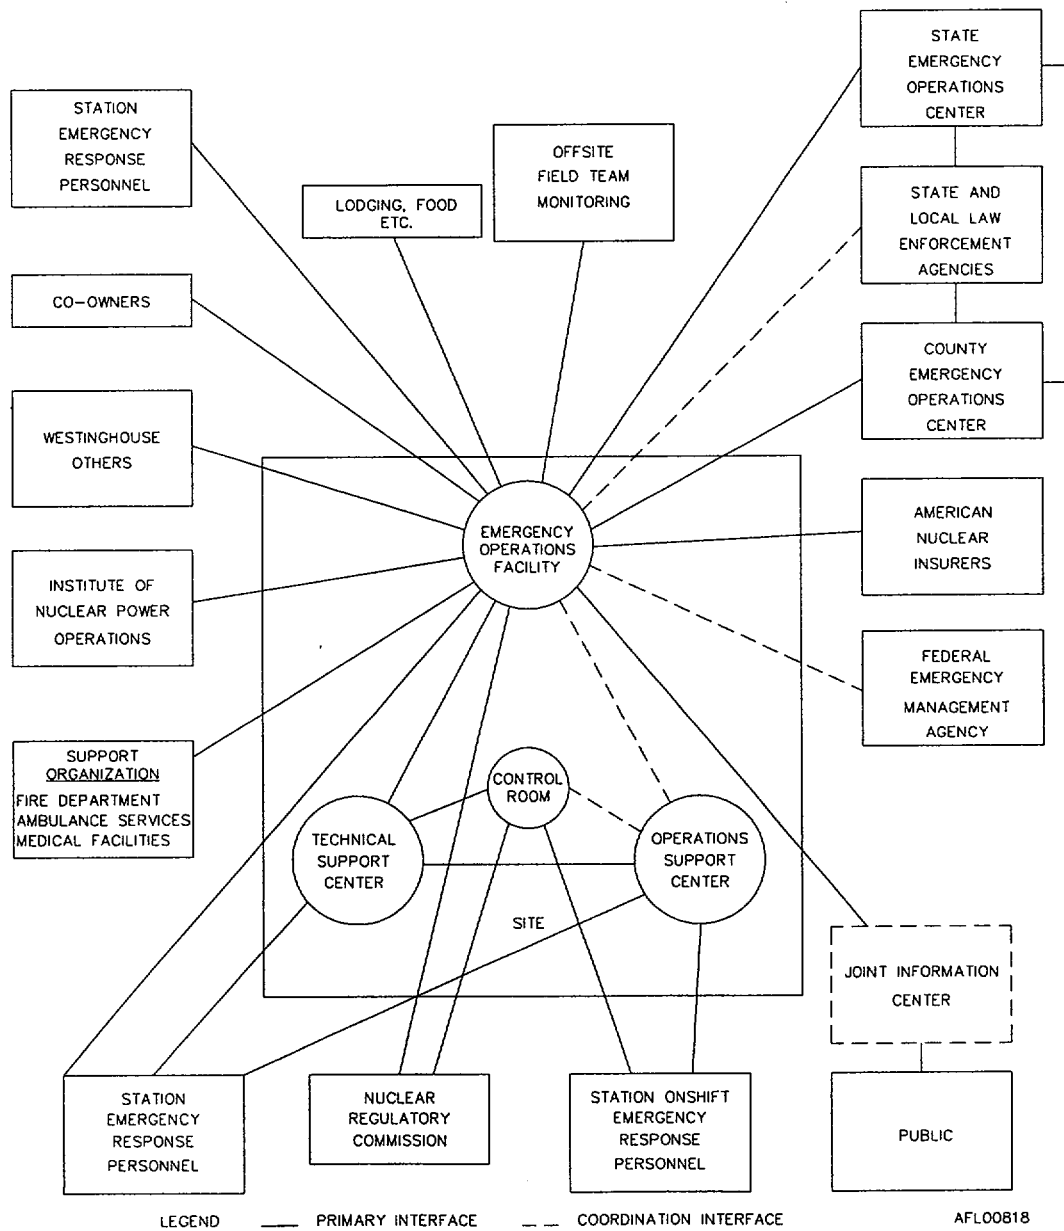 STATE
EMERGENCY
OPERATIONS
CENTER
STATION
EMERGENCY
RESPONSE
PERSONNEL
LODGING, FOOD
ETC.
OFFSITE
FIELD TEAM
MONITORING
STATE AND
LOCAL LAW
ENFORCEMENT
AGENCIES
CO-OWNERS
COUNTY
EMERGENCY
OPERATIONS
CENTER
WESTINGHOUSE
OTHERS
EMERGENCY
OPERATIONS
FACILITY
AMERICAN
NUCLEAR
INSURERS
INSTITUTE OF
NUCLEAR POWER
OPERATIONS
FEDERAL
EMERGENCY
MANAGEMENT
AGENCY
SUPPORT
ORGANIZATION
FIRE DEPARTMENT
AMBULANCE SERVICES
MEDICAL FACILITIES
CONTROL
ROOM
TECHNICAL
SUPPORT
CENTER
OPERATIONS
SUPPORT
CENTER
SITE
JOINT INFORMATION
CENTER
STATION
EMERGENCY
RESPONSE
PERSONNEL
NUCLEAR
REGULATORY
COMMISSION
STATION ONSHIFT
EMERGENCY
RESPONSE
PERSONNEL
PUBLIC
LEGEND ___ PRIMARY INTERFACE _ _ COORDINATION INTERFACE AFL00818